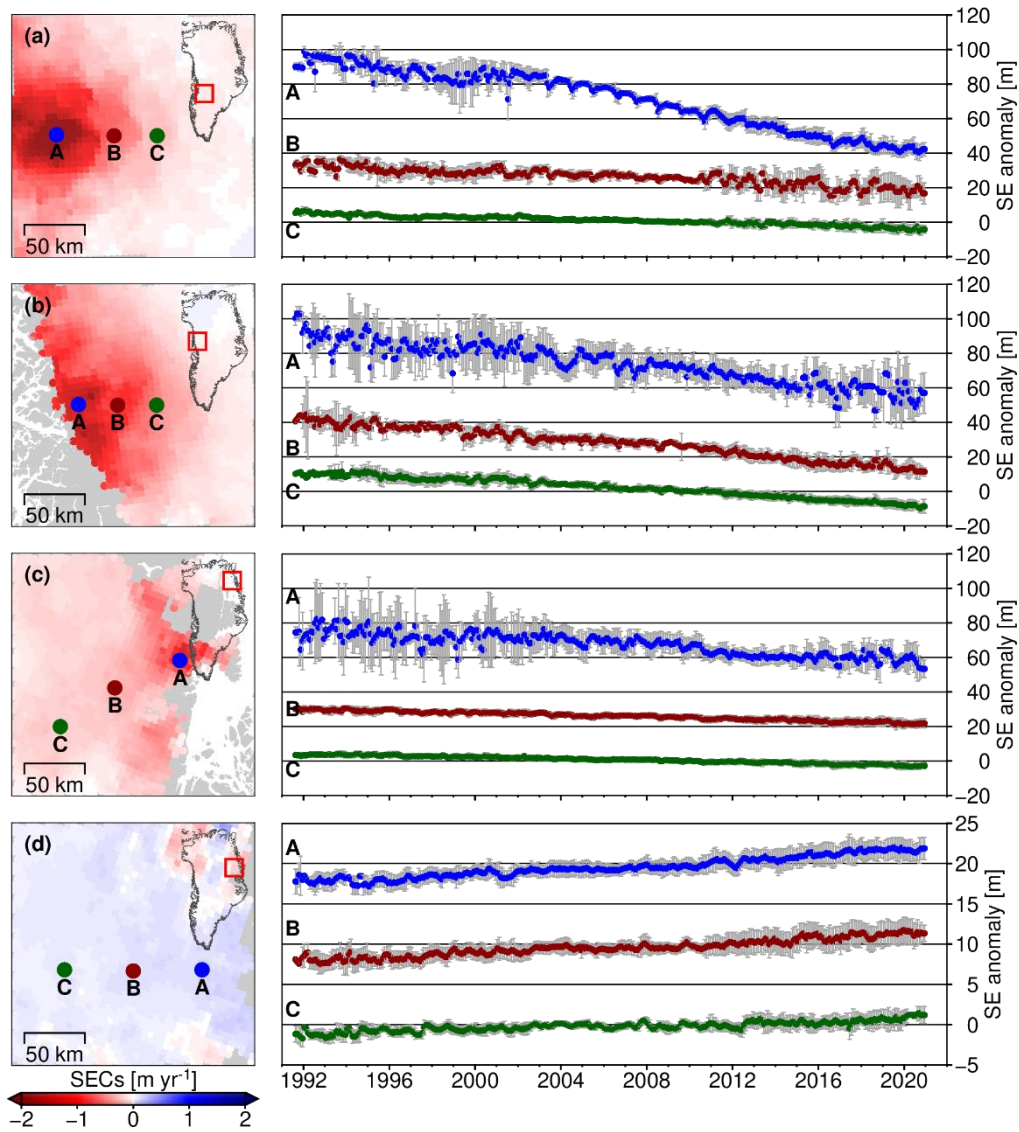 (a)
A B C
50 km
A
B
C
120
100
80
60
40
20
0
−20
SE anomaly [m]
(b)
A B C
50 km
A
B
C
120
100
80
60
40
20
0
−20
SE anomaly [m]
(c)
A
B
C
50 km
A
B
C
120
100
80
60
40
20
0
−20
SE anomaly [m]
(d)
C B A
50 km
A
B
C
25
20
15
10
5
0
−5
SE anomaly [m]
1992 1996 2000 2004 2008 2012 2016 2020
SECs [m yr⁻¹]
−2 −1 0 1 2